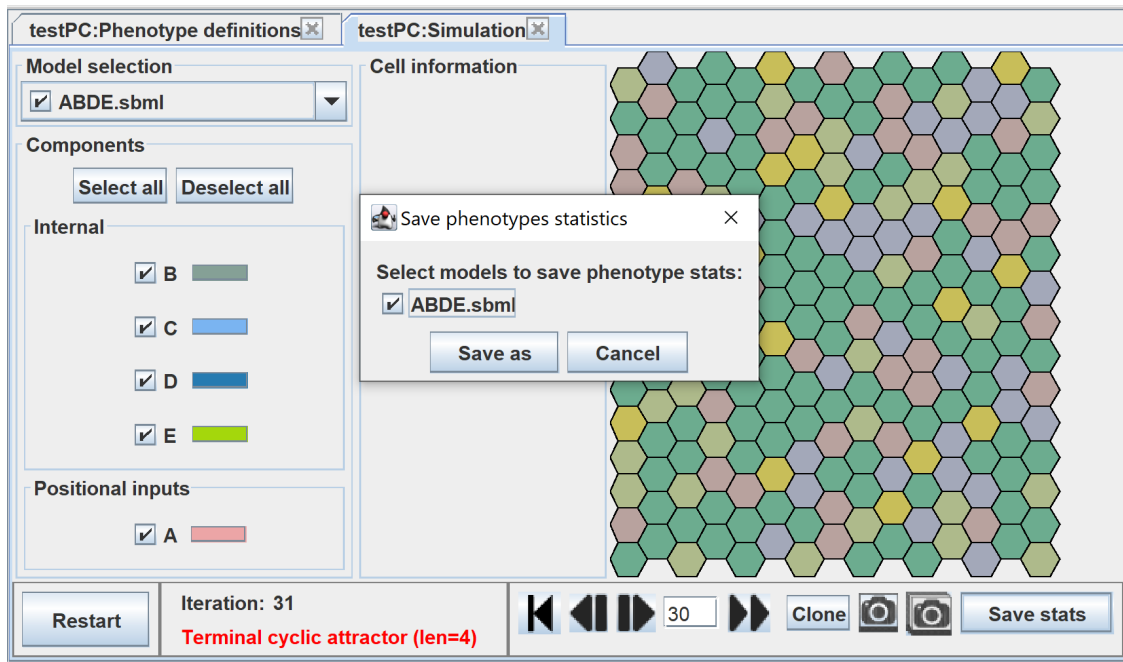 testPC:Phenotype definitions
testPC:Simulation
Model selection
ABDE.sbml
Components
Select all
Deselect all
Internal
B
C
D
E
Positional inputs
A
Cell information
Save phenotypes statistics
Select models to save phenotype stats:
ABDE.sbml
Save as
Cancel
Restart
Iteration: 31
Terminal cyclic attractor (len=4)
30
Clone
Save stats